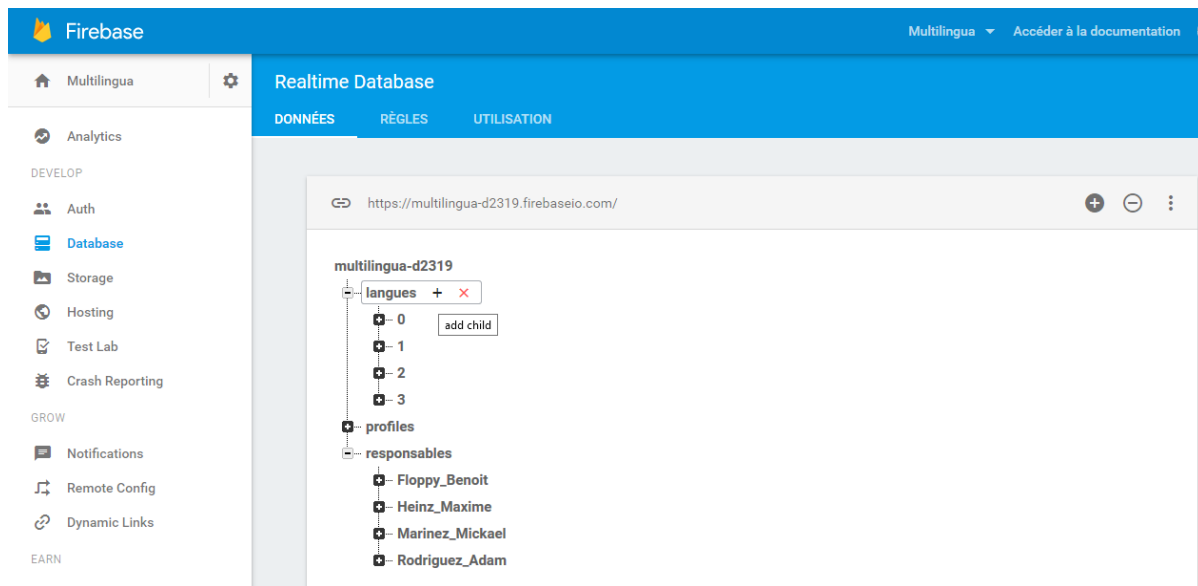 Firebase
Multilingua
Accéder à la documentation
Multilingua
Realtime Database
DONNÉES
RÈGLES
UTILISATION
Analytics
DEVELOP
Auth
Database
Storage
Hosting
Test Lab
Crash Reporting
GROW
Notifications
Remote Config
Dynamic Links
EARN
https://multilingua-d2319.firebaseio.com/
multilingua-d2319
langues
add child
0
1
2
3
profiles
responsables
Floppy_Benoit
Heinz_Maxime
Marinez_Mickael
Rodriguez_Adam